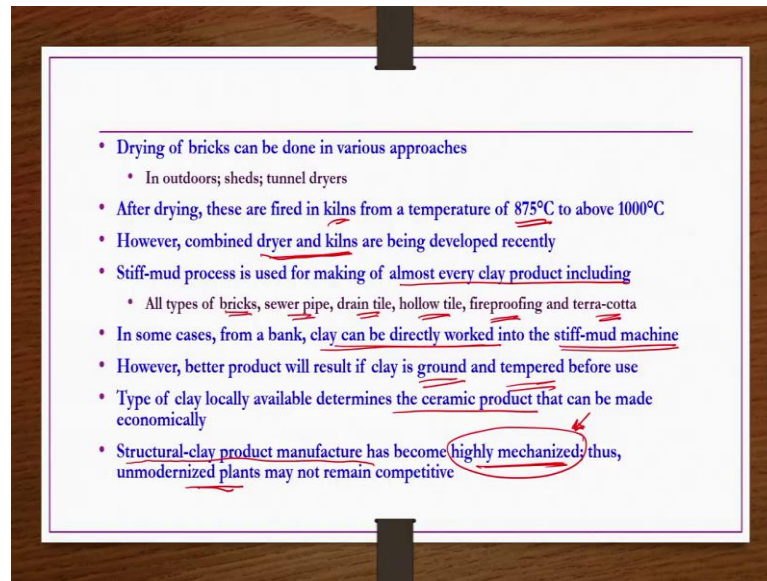 • Drying of bricks can be done in various approaches
• In outdoors; sheds; tunnel dryers
• After drying, these are fired in kilns from a temperature of 875°C to above 1000°C
• However, combined dryer and kilns are being developed recently
• Stiff-mud process is used for making of almost every clay product including
• All types of bricks, sewer pipe, drain tile, hollow tile, fireproofing and terra-cotta
• In some cases, from a bank, clay can be directly worked into the stiff-mud machine
• However, better product will result if clay is ground and tempered before use
• Type of clay locally available determines the ceramic product that can be made
economically
• Structural-clay product manufacture has become highly mechanized; thus,
unmodernized plants may not remain competitive